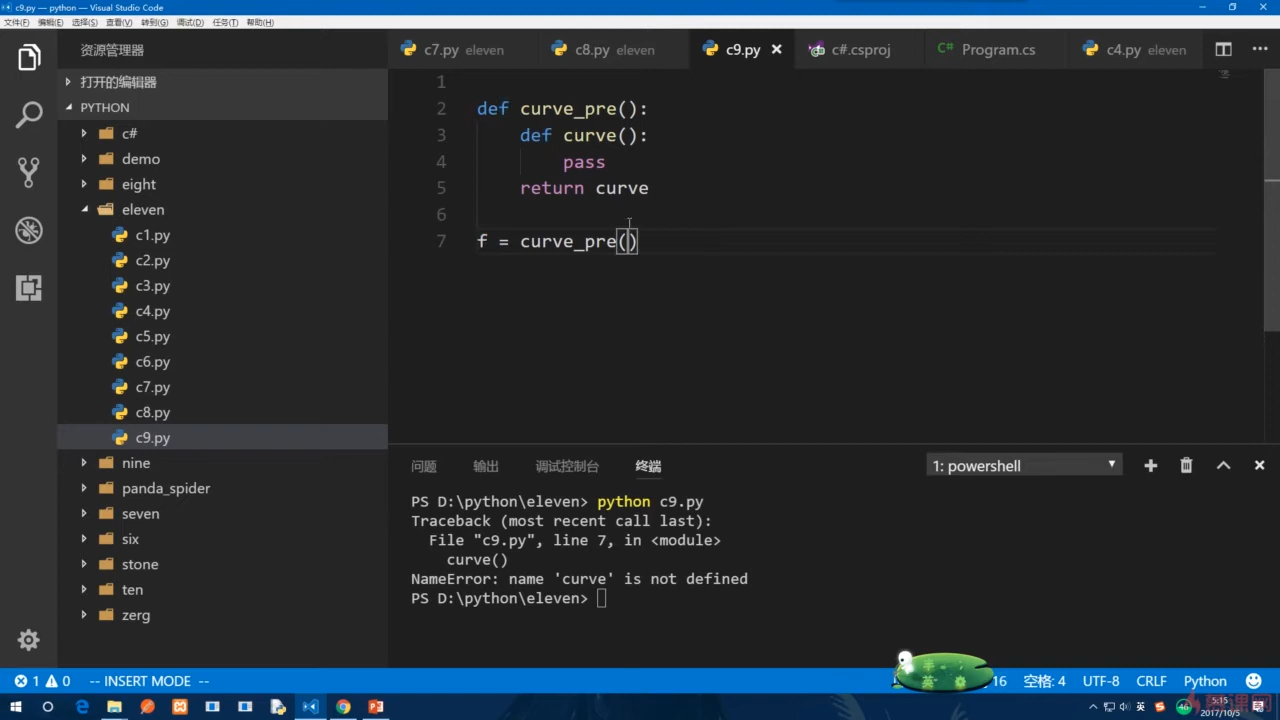 c9.py — python — Visual Studio Code
文件(F) 编辑(E) 选择(S) 查看(V) 转到(G) 调试(D) 任务(T) 帮助(H)
资源管理器
c7.py eleven c8.py eleven c9.py c#.csproj C# Program.cs c4.py eleven
打开的编辑器
PYTHON
c#
demo
eight
eleven
c1.py
c2.py
c3.py
c4.py
c5.py
c6.py
c7.py
c8.py
c9.py
nine
panda_spider
seven
six
stone
ten
zerg
1
2 def curve_pre():
3 def curve():
4 pass
5 return curve
6
7 f = curve_pre()
问题 输出 调试控制台 终端 1: powershell
PS D:\python\eleven> python c9.py
Traceback (most recent call last):
File "c9.py", line 7, in <module>
curve()
NameError: name 'curve' is not defined
PS D:\python\eleven>
1 0 -- INSERT MODE -- 16 空格: 4 UTF-8 CRLF Python
英 5:15
2017/10/5